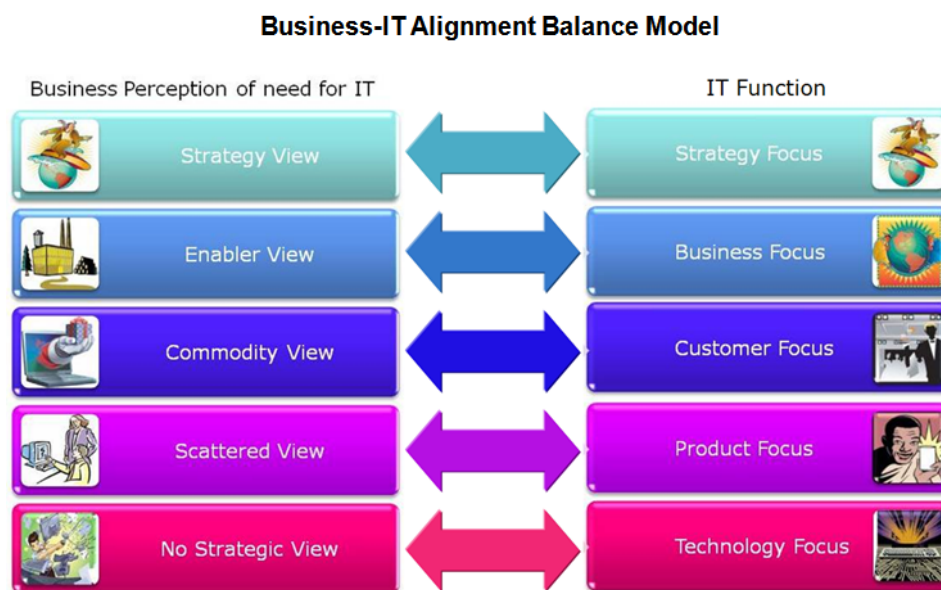 Business-IT Alignment Balance Model
Business Perception of need for IT
IT Function
Strategy View
Strategy Focus
Enabler View
Business Focus
Commodity View
Customer Focus
Scattered View
Product Focus
No Strategic View
Technology Focus